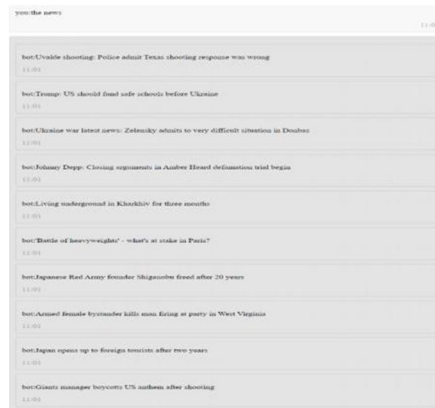 you:the news
11:01
bot:Uvalde shooting: Police admit Texas shooting response was wrong
11:01
bot:Trump: US should fund safe schools before Ukraine
11:01
bot:Ukraine war latest news: Zelensky admits to very difficult situation in Donbas
11:01
bot:Johnny Depp: Closing arguments in Amber Heard defamation trial begin
11:01
bot:Living underground in Kharkhiv for three months
11:01
bot:'Battle of heavyweights' - what's at stake in Paris?
11:01
bot:Japanese Red Army founder Shigenobu freed after 20 years
11:01
bot:Armed female bystander kills man firing at party in West Virginia
11:01
bot:Japan opens up to foreign tourists after two years
11:01
bot:Giants manager boycotts US anthem after shooting
11:01